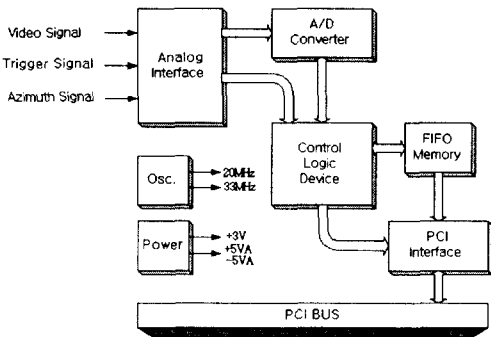 Video Signal
Trigger Signal
Azimuth Signal
Analog
Interface
A/D
Converter
Control
Logic
Device
FIFO
Memory
Osc.
20MHz
33MHz
Power
+3V
+5VA
-5VA
PCI
Interface
PCI BUS